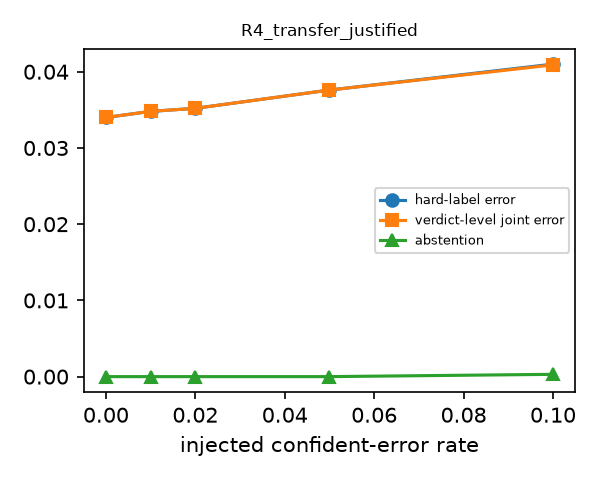 R4_transfer_justified
0.04
0.03
0.02
0.01
0.00
hard-label error
verdict-level joint error
abstention
0.00 0.02 0.04 0.06 0.08 0.10
injected confident-error rate